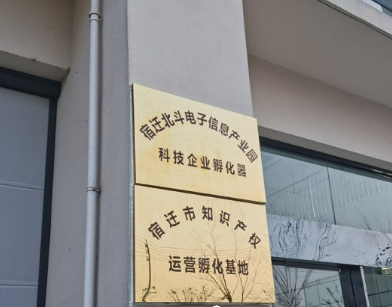 宿迁北斗电子信息产业园
科技企业孵化器
宿迁市知识产权
运营孵化基地